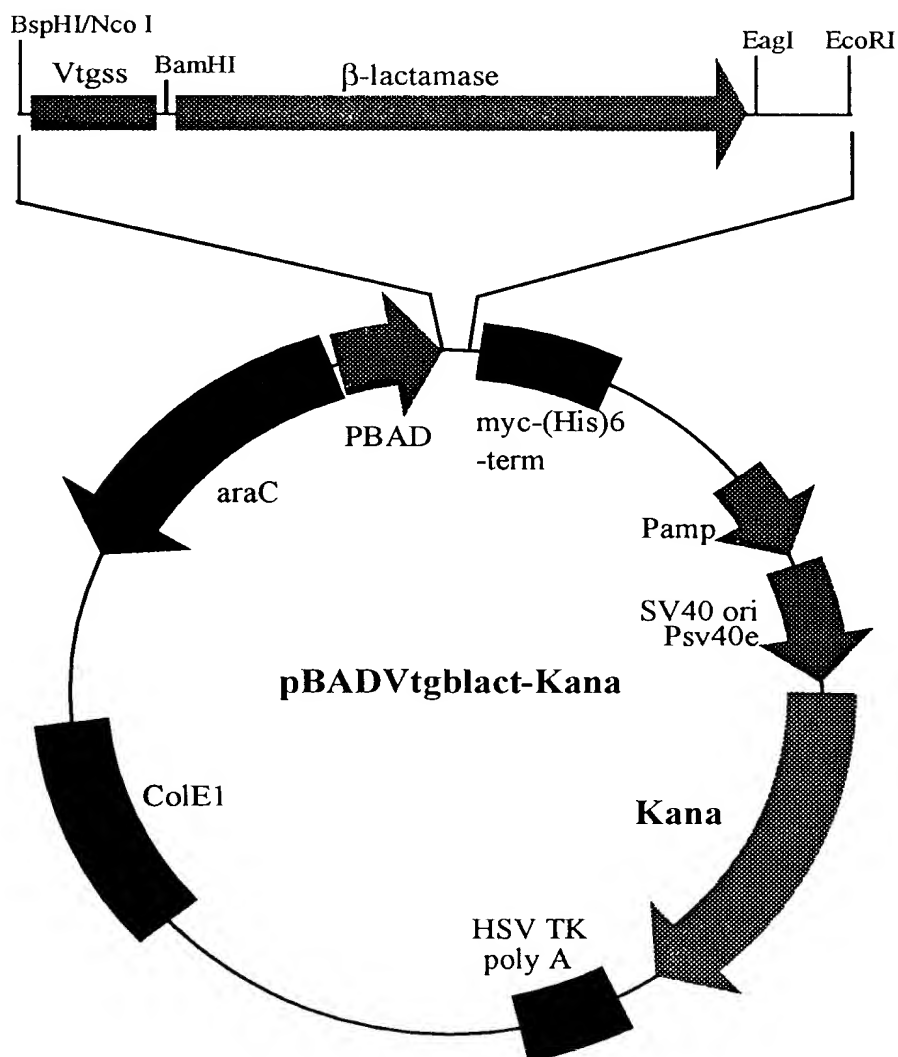 BspHI/Nco I
Vtgss
BamHI
β-lactamase
EagI
EcoRI
PBAD
myc-(His)6
-term
araC
Pamp
SV40 ori
Psv40e
pBADVtgblact-Kana
ColE1
Kana
HSV TK
poly A